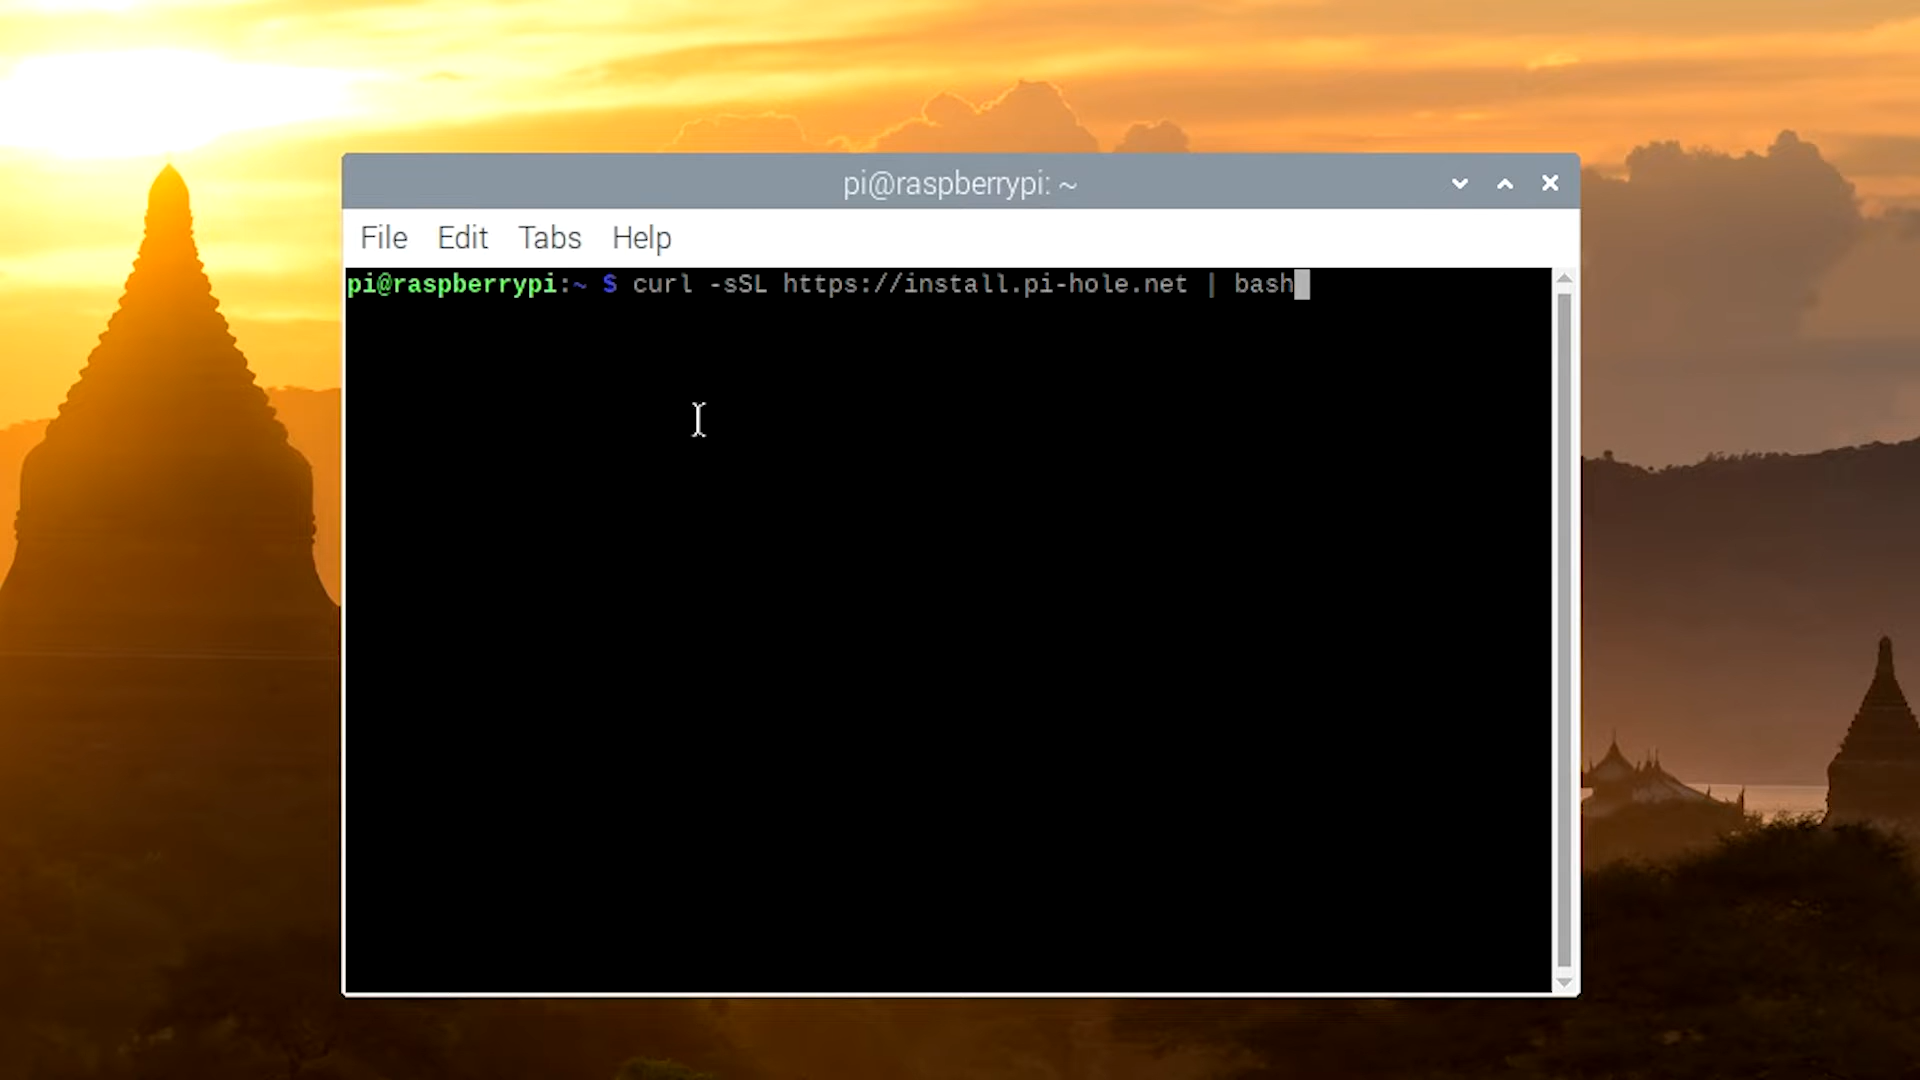 pi@raspberrypi: ~
File Edit Tabs Help
pi@raspberrypi:~ $ curl -sSL https://install.pi-hole.net | bash